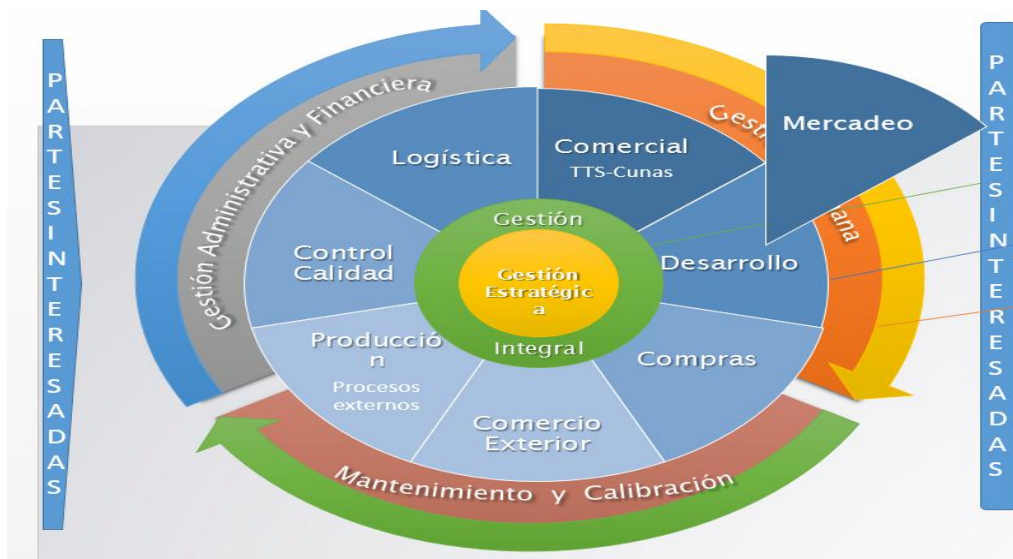 PARTES INTERESADAS
Gestión Administrativa y Financiera
Logística
Comercial
TTS-Cunas
Mercadeo
Control
Calidad
Gestión
Gestión
Estratégic
a
Integral
Desarrollo
Producció
n
Procesos
externos
Compras
Comercio
Exterior
Mantenimiento y Calibración
PARTES INTERESADAS